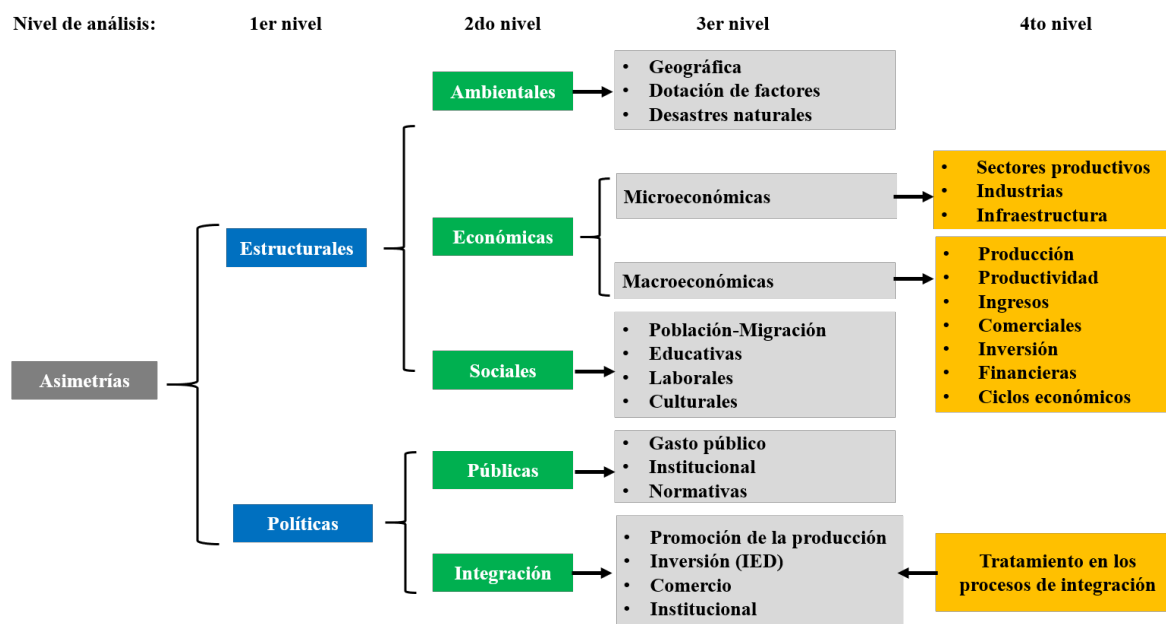 Nivel de análisis:
1er nivel
2do nivel
3er nivel
4to nivel
Asimetrías
Estructurales
Ambientales
• Geográfica
• Dotación de factores
• Desastres naturales
Económicas
Microeconómicas
• Sectores productivos
• Industrias
• Infraestructura
Macroeconómicas
• Producción
• Productividad
• Ingresos
• Comerciales
• Inversión
• Financieras
• Ciclos económicos
Sociales
• Población-Migración
• Educativas
• Laborales
• Culturales
Políticas
Públicas
• Gasto público
• Institucional
• Normativas
Integración
• Promoción de la producción
• Inversión (IED)
• Comercio
• Institucional
Tratamiento en los
procesos de integración